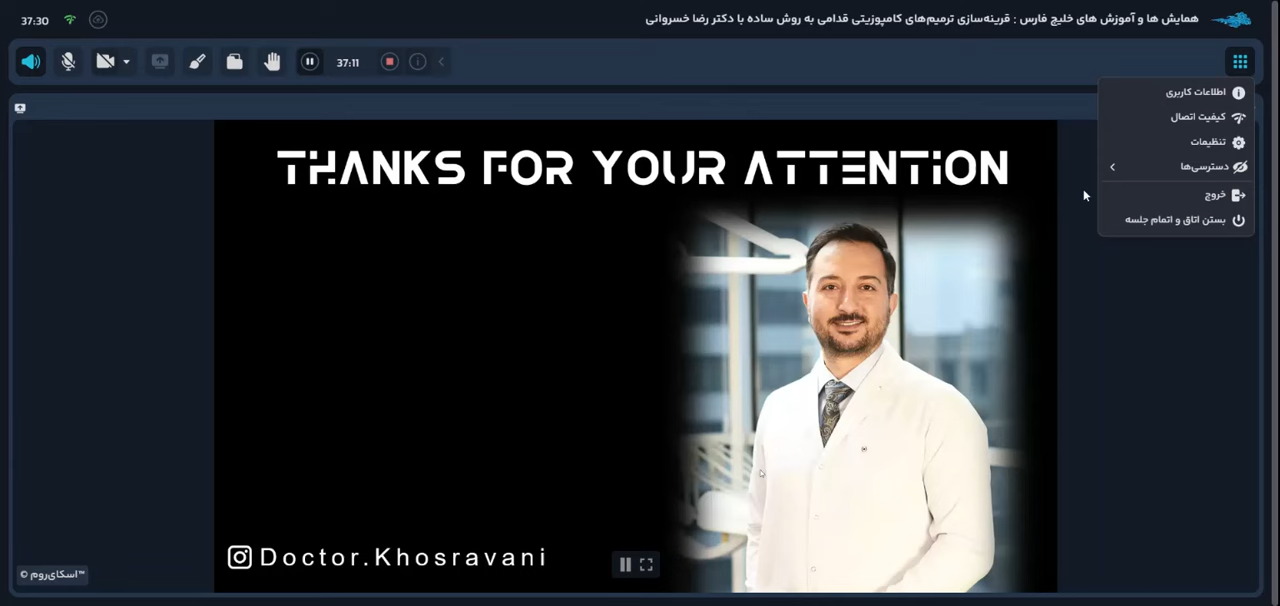 37:30
همایش ها و آموزش های خلیج فارس : قرینه‌سازی ترمیم‌های کامپوزیتی قدامی به روش ساده با دکتر رضا خسروانی
37:11
اطلاعات کاربری
کیفیت اتصال
تنظیمات
دسترسی‌ها
خروج
بستن اتاق و اتمام جلسه
THANKS FOR YOUR ATTENTION
Doctor.Khosravani
© اسکای‌روم™